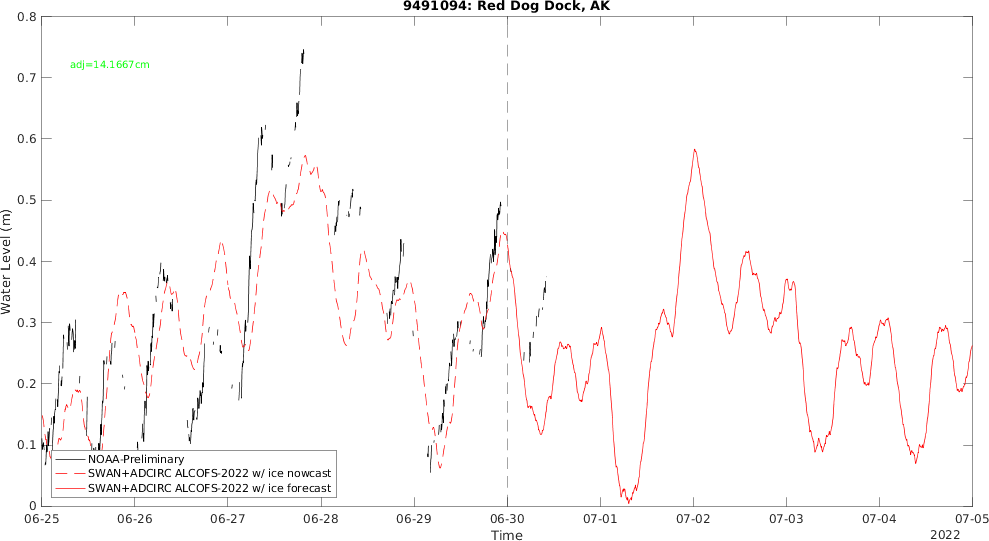 9491094: Red Dog Dock, AK
adj=14.1667cm
Water Level (m)
0.8
0.7
0.6
0.5
0.4
0.3
0.2
0.1
0
NOAA-Preliminary
SWAN+ADCIRC ALCOFS-2022 w/ ice nowcast
SWAN+ADCIRC ALCOFS-2022 w/ ice forecast
06-25 06-26 06-27 06-28 06-29 06-30 07-01 07-02 07-03 07-04 07-05
Time
2022